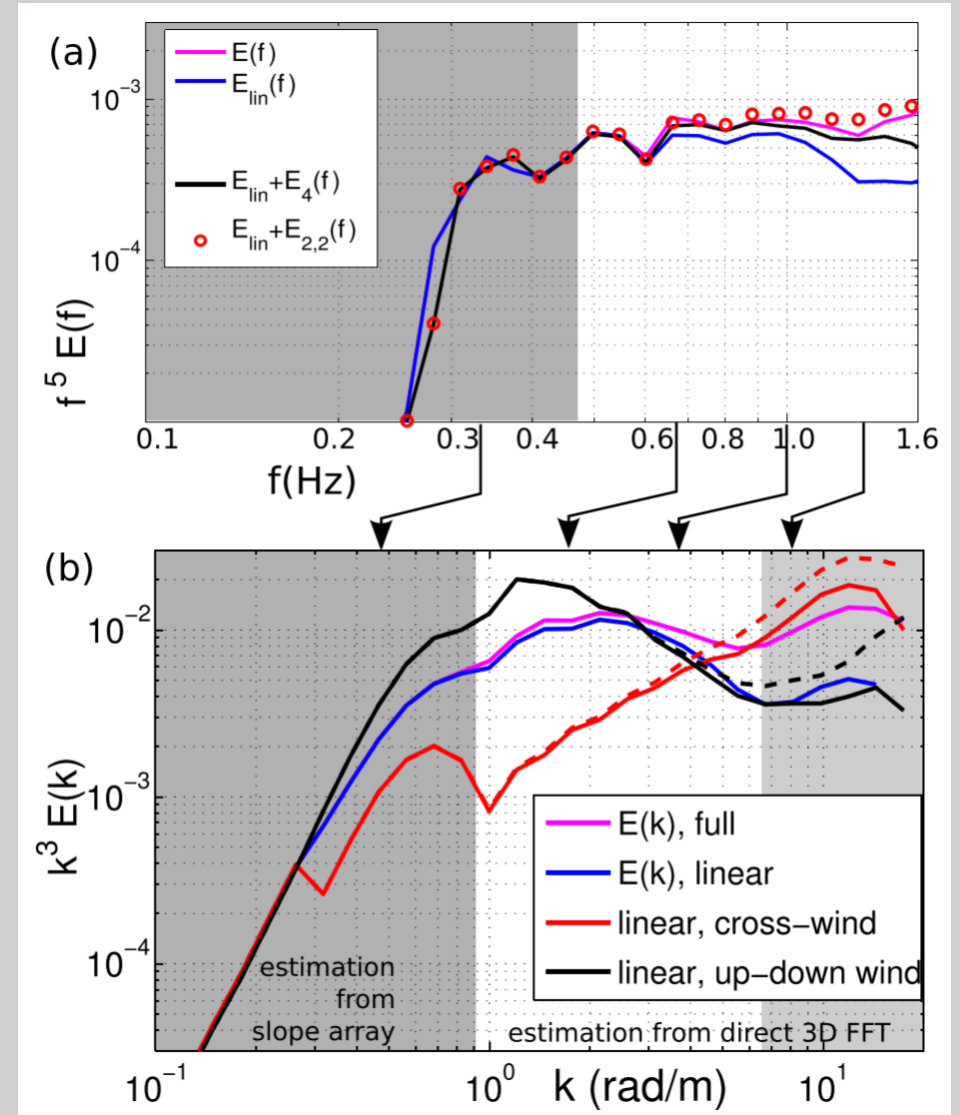 (a)
E(f)
E_lin(f)
E_lin+E_4(f)
E_2,2(f)
E_lin+E_2,2(f)
10^−3
10^−4
f^5 E(f)
0.1 0.2 0.3 0.4 0.6 0.8 1.0 1.6
f(Hz)
(b)
10^−2
10^−3
10^−4
k^3 E(k)
E(k), full
E(k), linear
linear, cross−wind
linear, up−down wind
estimation
from
slope array
estimation from direct 3D FFT
10^−1 10^0 k (rad/m) 10^1